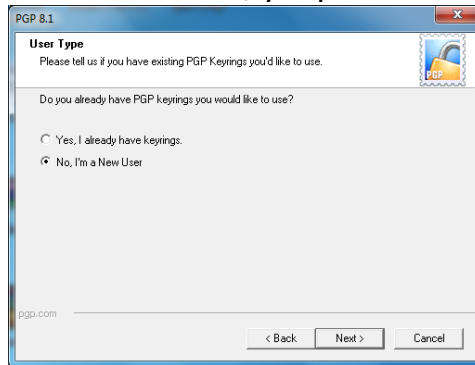 PGP 8.1
User Type
Please tell us if you have existing PGP Keyrings you'd like to use.
PGP
Do you already have PGP keyrings you would like to use?
Yes, I already have keyrings.
No, I'm a New User
pgp.com
< Back
Next >
Cancel